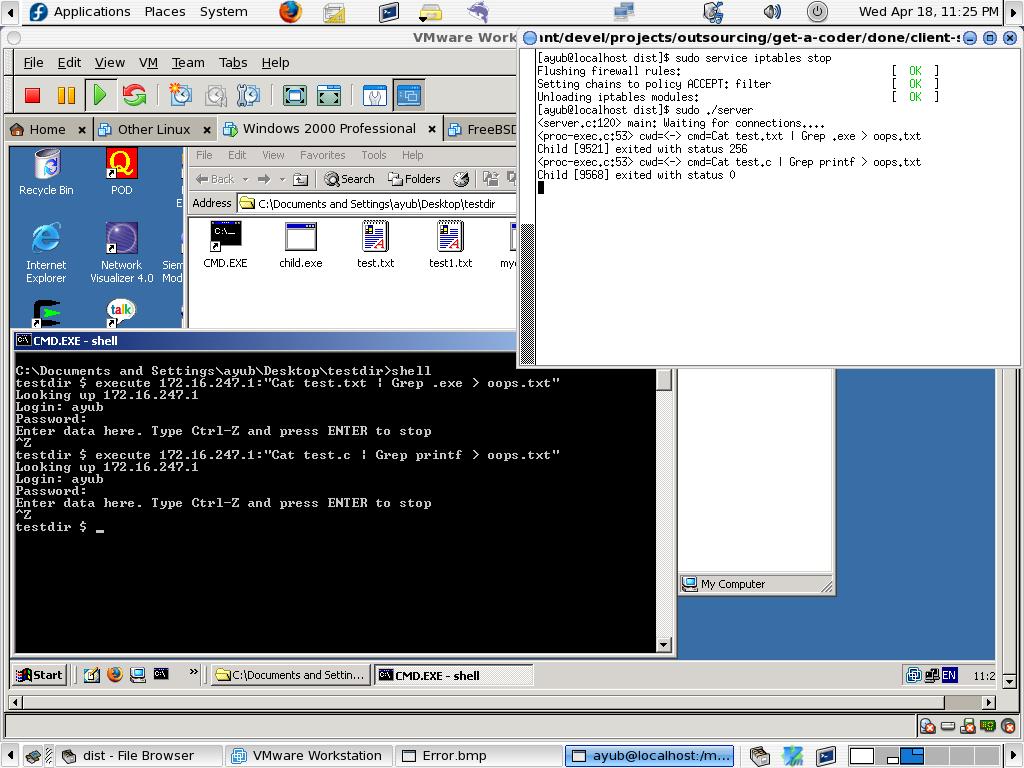 Applications Places System
Wed Apr 18, 11:25 PM
VMware Work
nt/devel/projects/outsourcing/get-a-coder/done/client-s
File Edit View VM Team Tabs Help
Home
Other Linux
Windows 2000 Professional
FreeBSD
[ayub@localhost dist]$ sudo service iptables stop
Flushing firewall rules: [ OK ]
Setting chains to policy ACCEPT: filter [ OK ]
Unloading iptables modules: [ OK ]
[ayub@localhost dist]$ sudo ./server
<server.c:120> main: Waiting for connections....
<proc-exec.c:53> cwd=<-> cmd=Cat test.txt | Grep .exe > oops.txt
Child [9521] exited with status 256
<proc-exec.c:53> cwd=<-> cmd=Cat test.c | Grep printf > oops.txt
Child [9568] exited with status 0
File Edit View Favorites Tools Help
Back
Search
Folders
Address C:\Documents and Settings\ayub\Desktop\testdir
Recycle Bin
POD
E
Internet Explorer
Network Visualizer 4.0
Siem
Mod
talk
CMD.EXE
child.exe
test.txt
test1.txt
myc
CMD.EXE - shell
C:\Documents and Settings\ayub\Desktop\testdir>shell
testdir $ execute 172.16.247.1:"Cat test.txt | Grep .exe > oops.txt"
Looking up 172.16.247.1
Login: ayub
Password:
Enter data here. Type Ctrl-Z and press ENTER to stop
^Z
testdir $ execute 172.16.247.1:"Cat test.c | Grep printf > oops.txt"
Looking up 172.16.247.1
Login: ayub
Password:
Enter data here. Type Ctrl-Z and press ENTER to stop
^Z
testdir $ _
My Computer
Start
»
C:\Documents and Settin...
CMD.EXE - shell
EN
11:2
dist - File Browser
VMware Workstation
Error.bmp
ayub@localhost:/m...